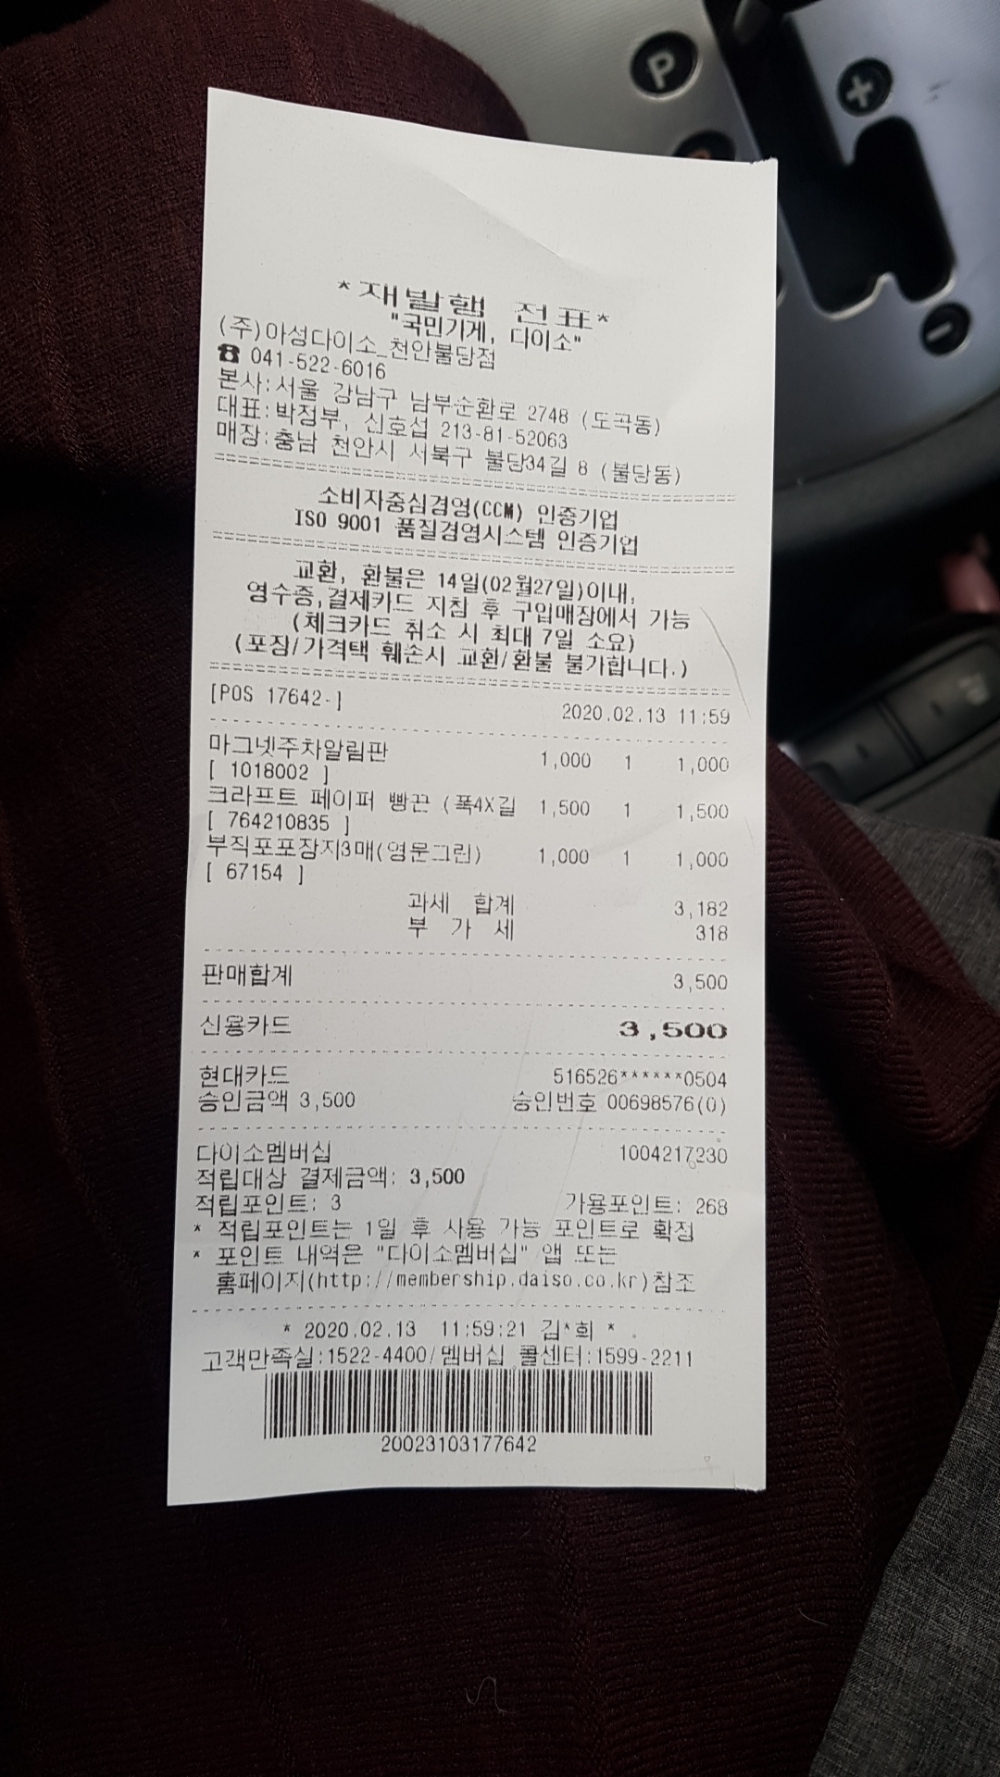 *재발행 전표*
"국민가게, 다이소"
(주)아성다이소_천안불당점
☎ 041-522-6016
본사:서울 강남구 남부순환로 2748 (도곡동)
대표:박정부, 신호섭 213-81-52063
매장:충남 천안시 서북구 불당34길 8 (불당동)
소비자중심경영(CCM) 인증기업
ISO 9001 품질경영시스템 인증기업
교환, 환불은 14일(02월27일)이내,
영수증,결제카드 지참 후 구입매장에서 가능
(체크카드 취소 시 최대 7일 소요)
(포장/가격택 훼손시 교환/환불 불가합니다.)
[POS 17642-] 2020.02.13 11:59
마그넷주차알림판 1,000 1 1,000
[ 1018002 ]
크라프트 페이퍼 빵끈 (폭4X길 1,500 1 1,500
[ 764210835 ]
부직포포장지3매(영문그린) 1,000 1 1,000
[ 67154 ]
과세 합계 3,182
부 가 세 318
판매합계 3,500
신용카드 3,500
현대카드 516526******0504
승인금액 3,500 승인번호 00698576(0)
다이소멤버십 1004217230
적립대상 결제금액: 3,500
적립포인트: 3 가용포인트: 268
* 적립포인트는 1일 후 사용 가능 포인트로 확정
* 포인트 내역은 "다이소멤버십" 앱 또는
홈페이지(http://membership.daiso.co.kr)참조
* 2020.02.13 11:59:21 김*희 *
고객만족실:1522-4400/멤버십 콜센터:1599-2211
20023103177642
P
+
-